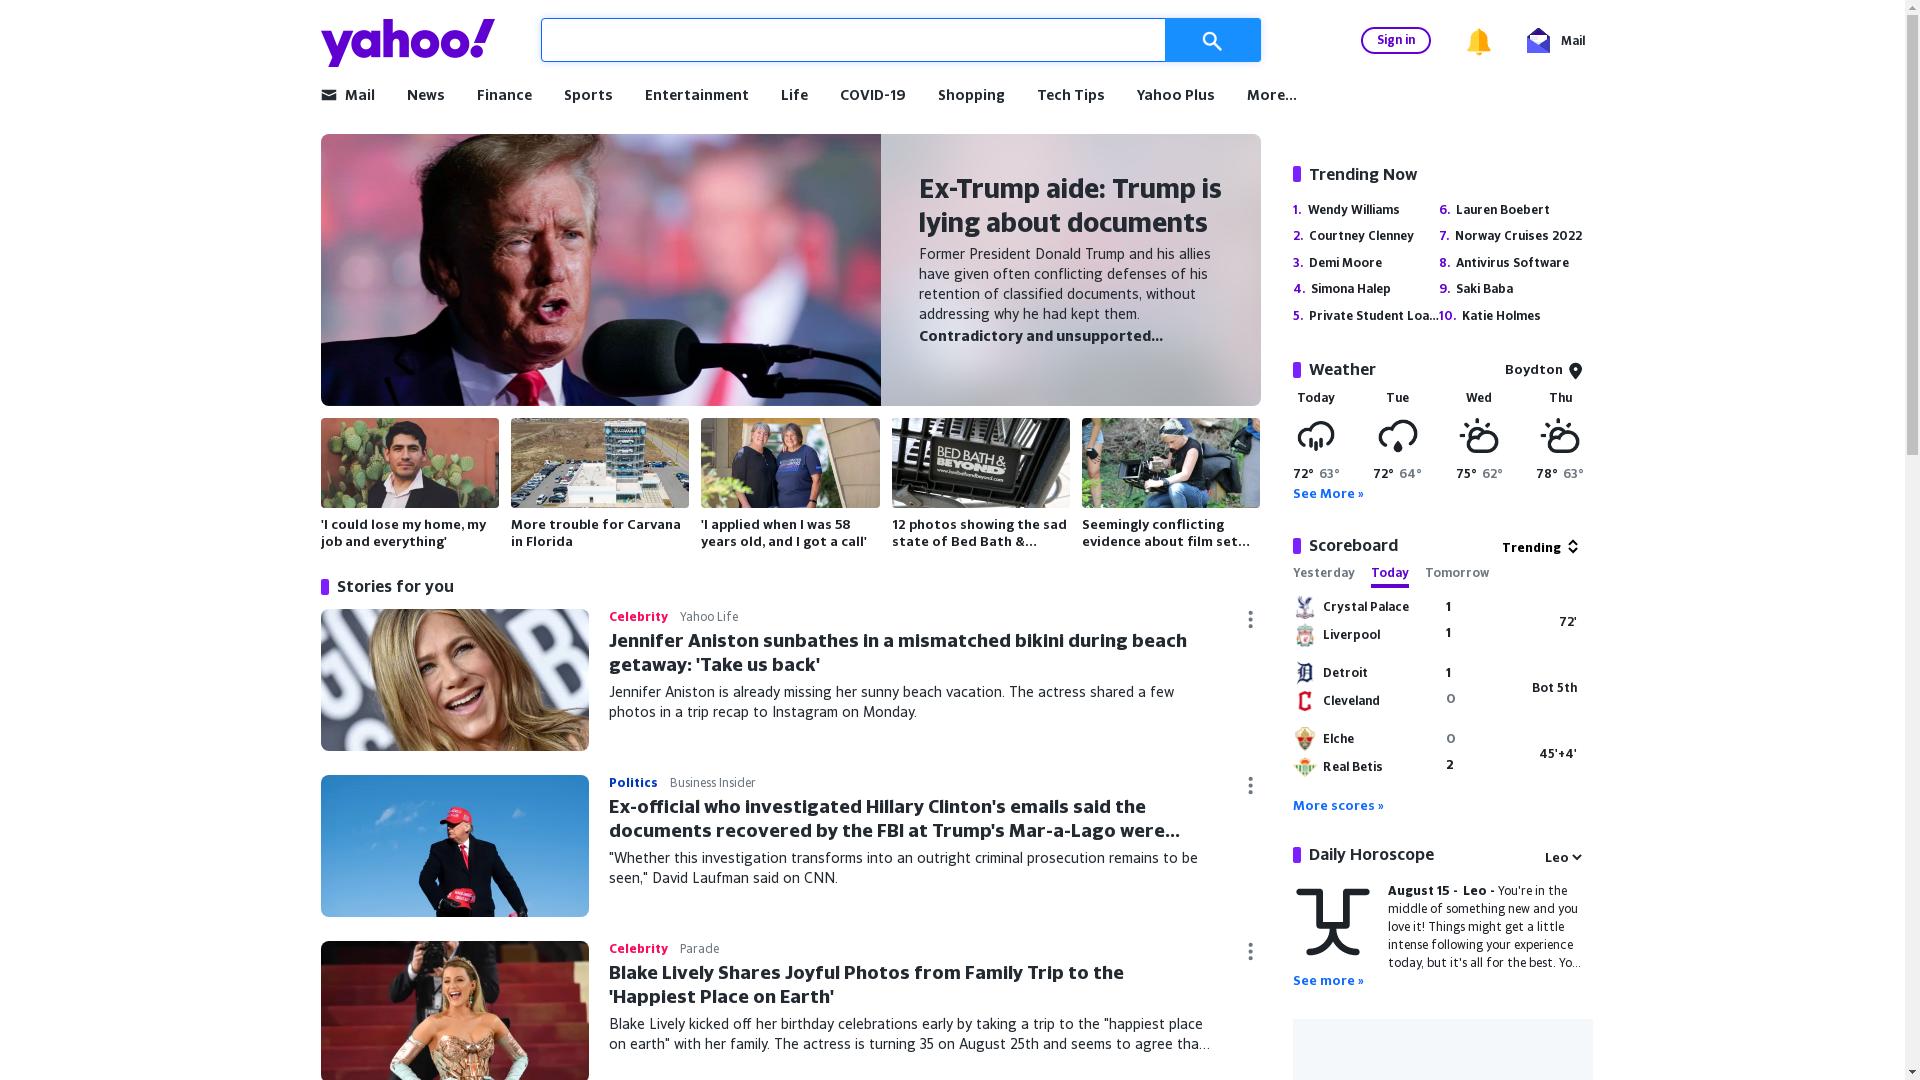 yahoo!
Sign in
Mail
Mail
News
Finance
Sports
Entertainment
Life
COVID-19
Shopping
Tech Tips
Yahoo Plus
More...
Ex-Trump aide: Trump is
lying about documents
Former President Donald Trump and his allies
have given often conflicting defenses of his
retention of classified documents, without
addressing why he had kept them.
Contradictory and unsupported...
BED BATH &
BEYOND
'I could lose my home, my
job and everything'
More trouble for Carvana
in Florida
'I applied when I was 58
years old, and I got a call'
12 photos showing the sad
state of Bed Bath &...
Seemingly conflicting
evidence about film set...
Stories for you
Celebrity Yahoo Life
Jennifer Aniston sunbathes in a mismatched bikini during beach
getaway: 'Take us back'
Jennifer Aniston is already missing her sunny beach vacation. The actress shared a few
photos in a trip recap to Instagram on Monday.
Politics Business Insider
Ex-official who investigated Hillary Clinton's emails said the
documents recovered by the FBI at Trump's Mar-a-Lago were...
"Whether this investigation transforms into an outright criminal prosecution remains to be
seen," David Laufman said on CNN.
Celebrity Parade
Blake Lively Shares Joyful Photos from Family Trip to the
'Happiest Place on Earth'
Blake Lively kicked off her birthday celebrations early by taking a trip to the "happiest place
on earth" with her family. The actress is turning 35 on August 25th and seems to agree tha...
Trending Now
1. Wendy Williams
2. Courtney Clenney
3. Demi Moore
4. Simona Halep
5. Private Student Loa...
6. Lauren Boebert
7. Norway Cruises 2022
8. Antivirus Software
9. Saki Baba
10. Katie Holmes
Weather
Boydton
Today Tue Wed Thu
72° 63° 72° 64° 75° 62° 78° 63°
See More »
Scoreboard
Trending
Yesterday Today Tomorrow
Crystal Palace 1
72'
Liverpool 1
Detroit 1
Bot 5th
Cleveland 0
Elche 0
45'+4'
Real Betis 2
More scores »
Daily Horoscope
Leo
August 15 - Leo - You're in the
middle of something new and you
love it! Things might get a little
intense following your experience
today, but it's all for the best. Yo...
See more »